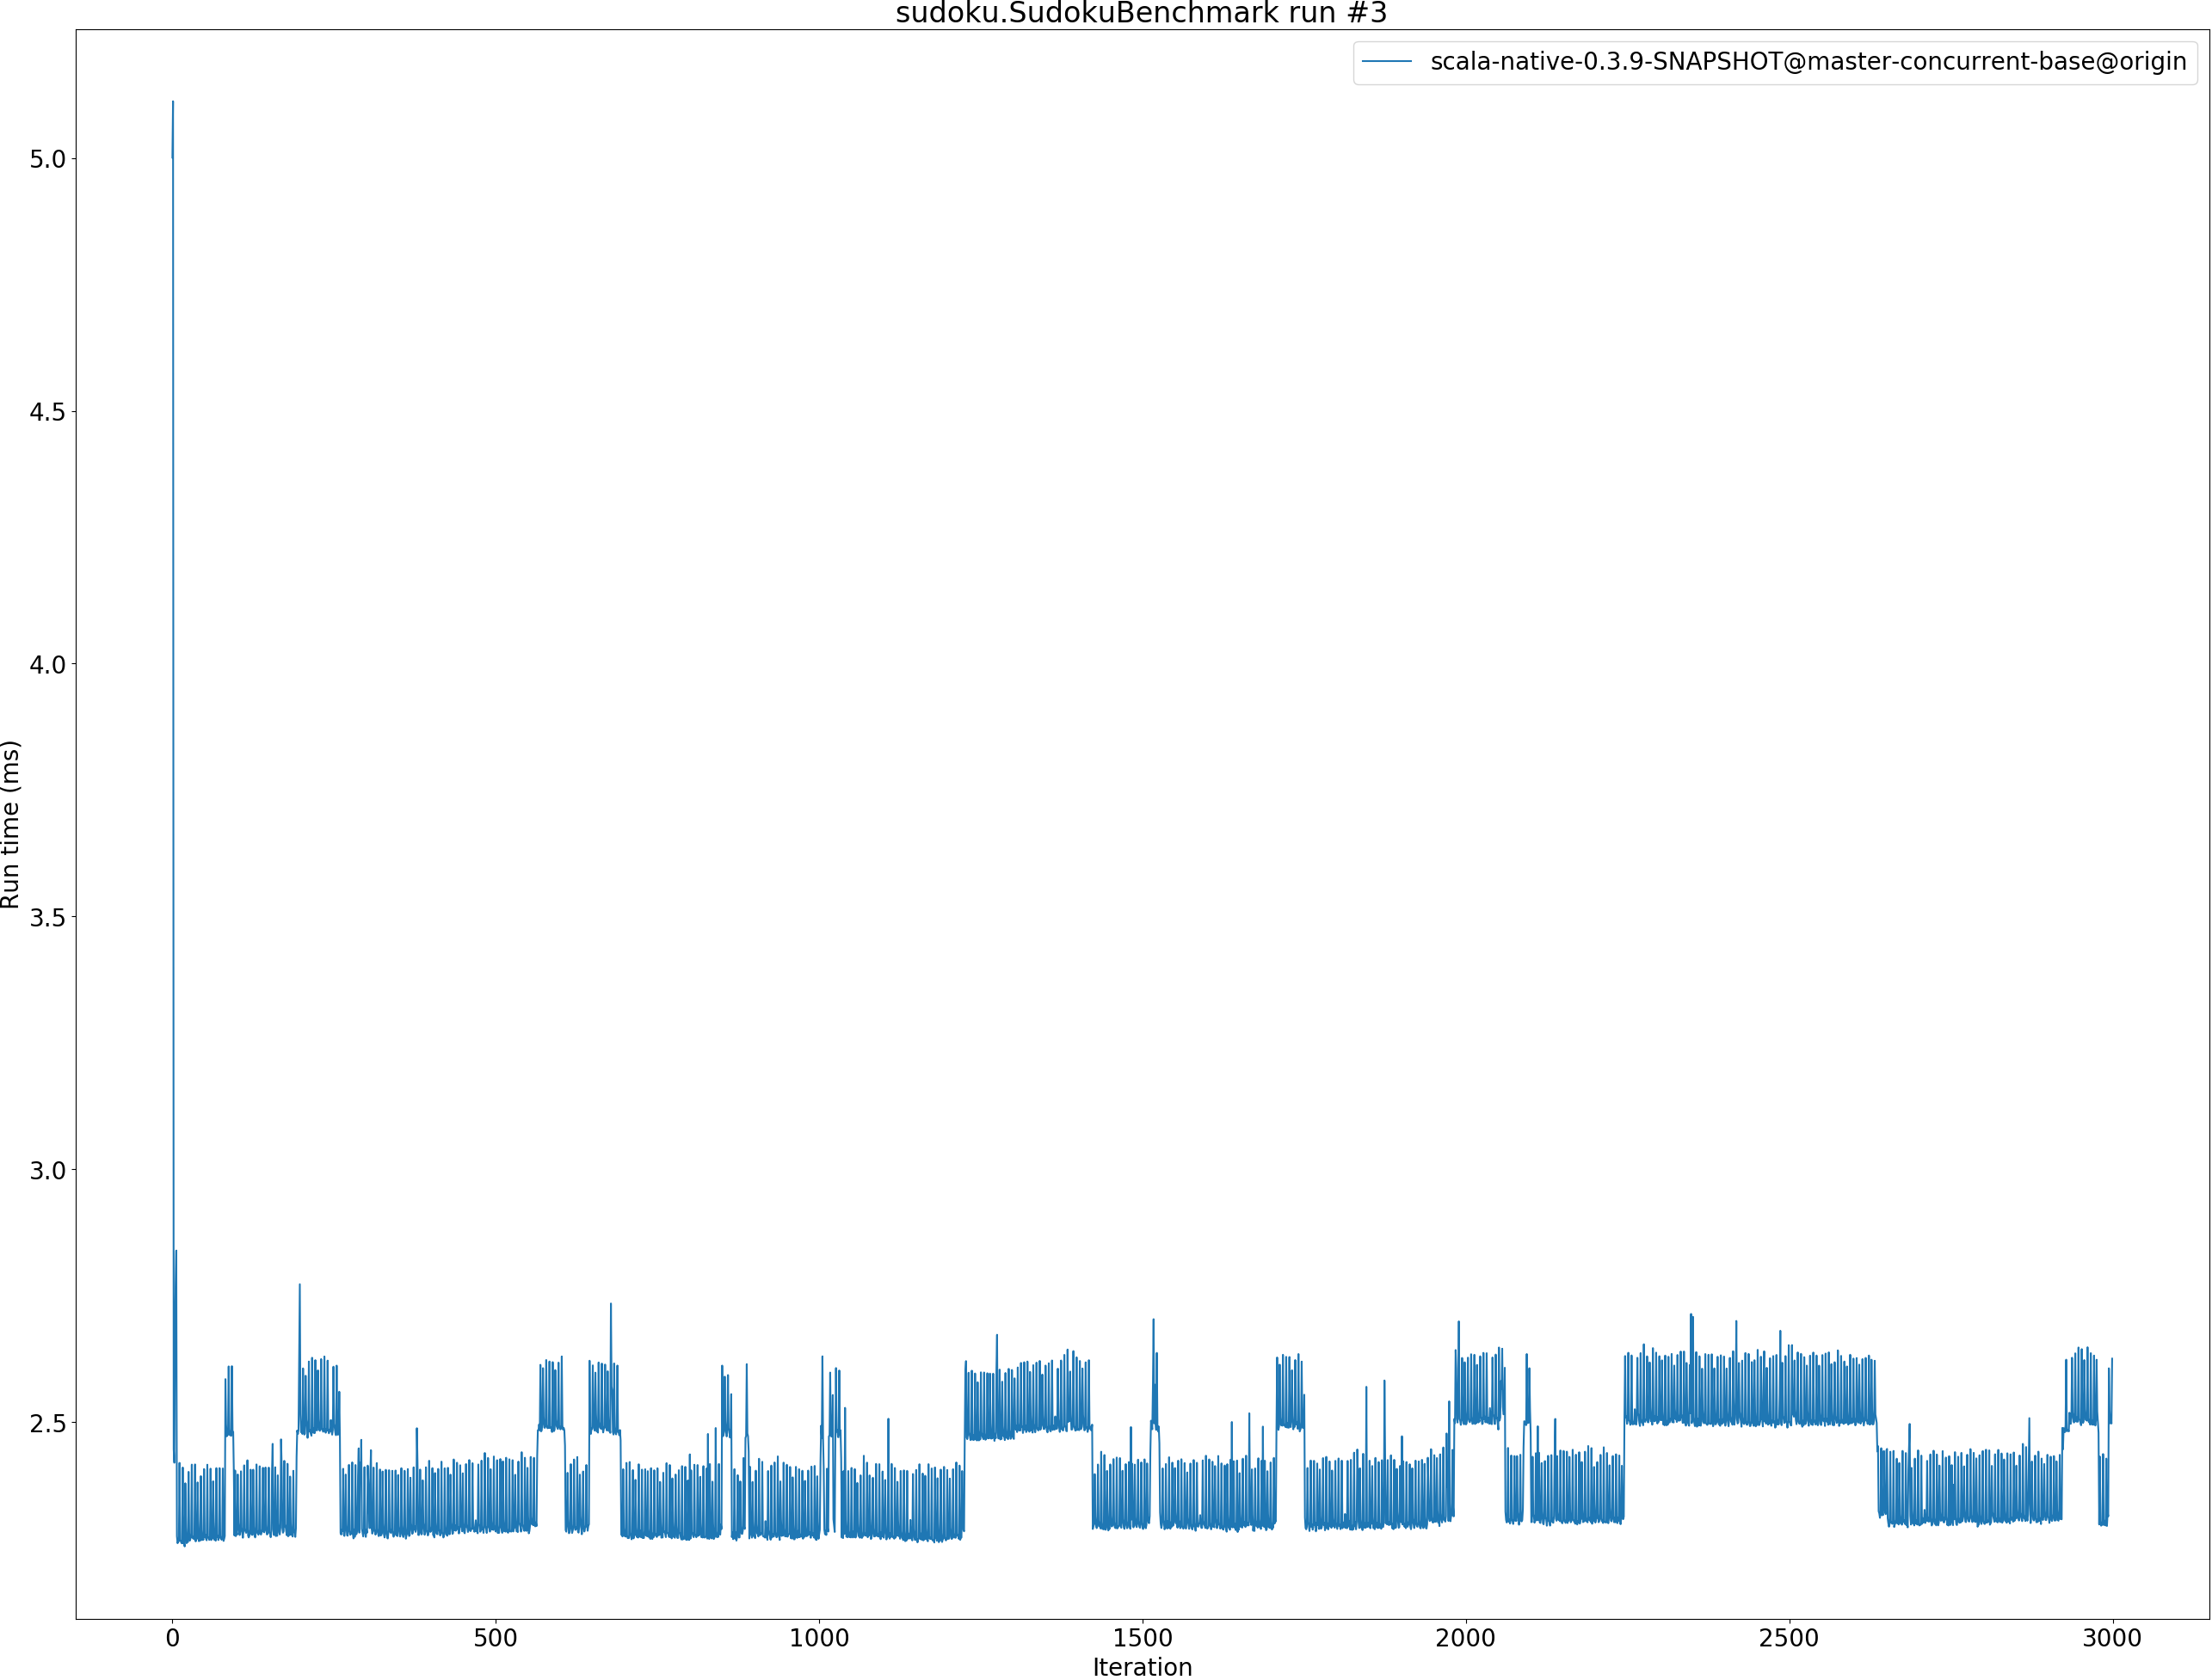 sudoku.SudokuBenchmark run #3
scala-native-0.3.9-SNAPSHOT@master-concurrent-base@origin
Run time (ms)
5.0
4.5
4.0
3.5
3.0
2.5
0 500 1000 1500 2000 2500 3000
Iteration